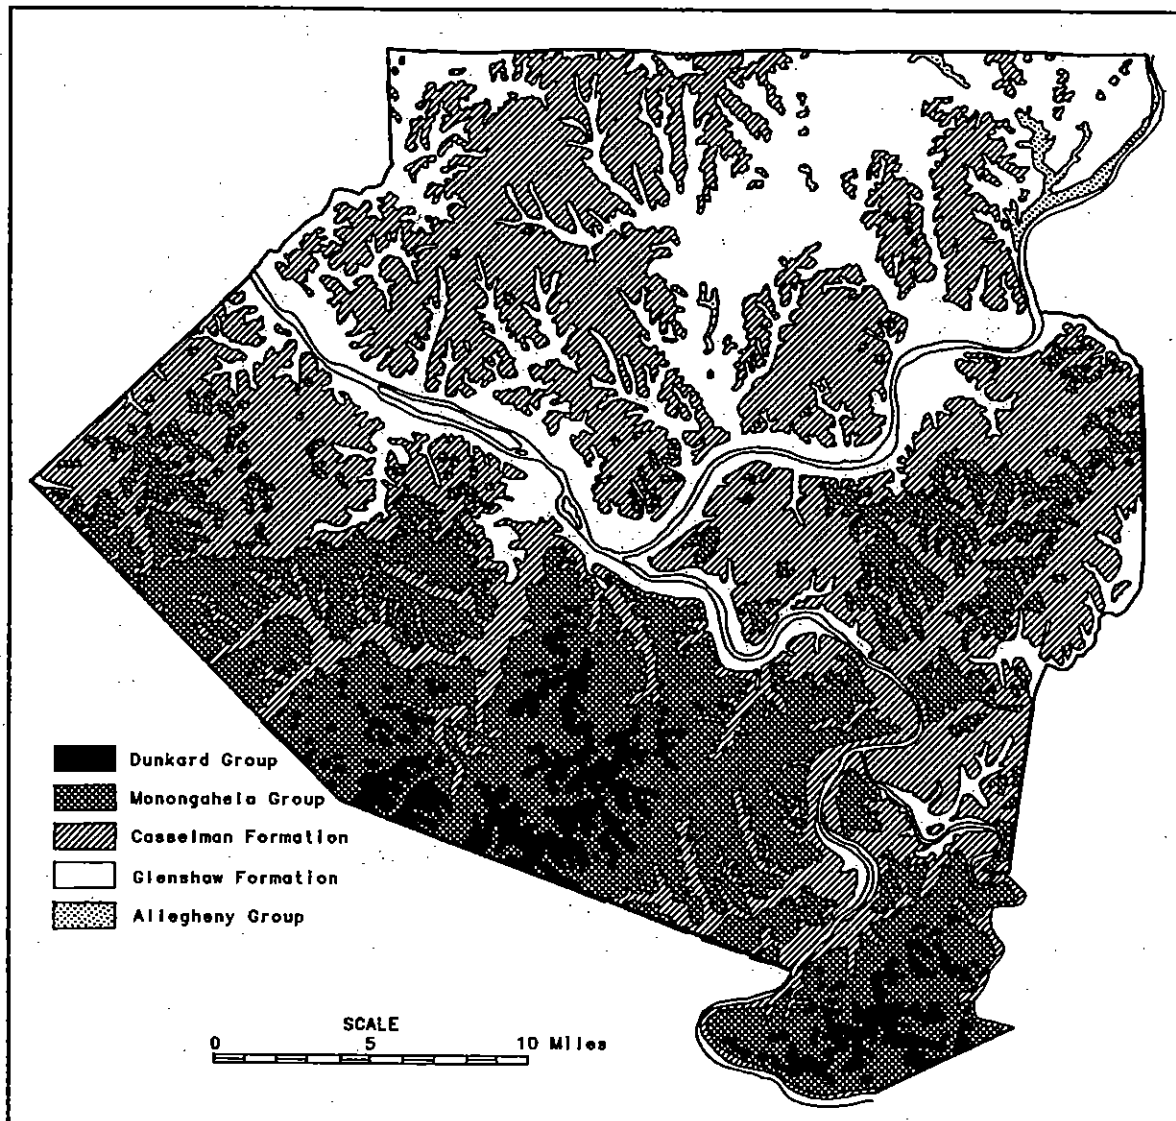 Dunkard Group
Monongahela Group
Casselman Formation
Glenshaw Formation
Allegheny Group
SCALE
0 5 10 Miles